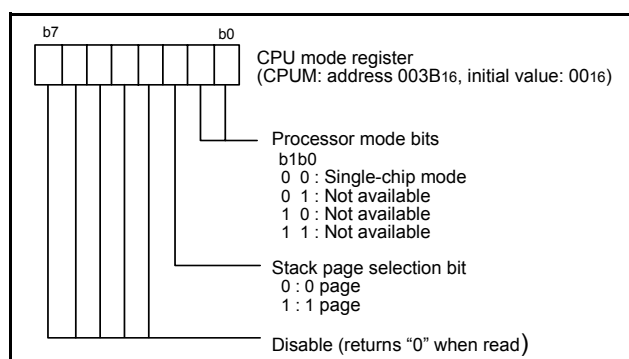 b7 b0
CPU mode register
(CPUM: address 003B16, initial value: 0016)
Processor mode bits
b1b0
0 0 : Single-chip mode
0 1 : Not available
1 0 : Not available
1 1 : Not available
Stack page selection bit
0 : 0 page
1 : 1 page
Disable (returns “0” when read)